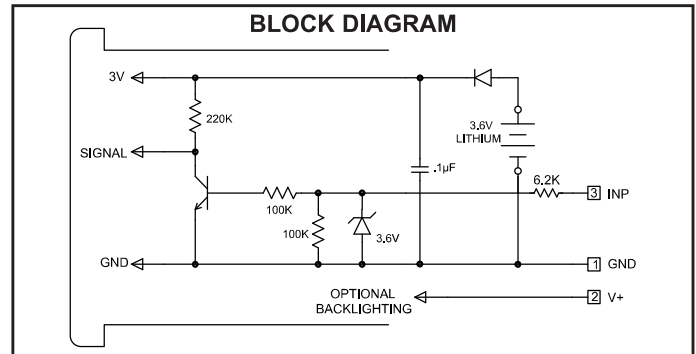 BLOCK DIAGRAM
3V
220K
3.6V
LITHIUM
SIGNAL
.1µF
6.2K
3 INP
100K
100K
3.6V
GND
1 GND
OPTIONAL
BACKLIGHTING
2 V+